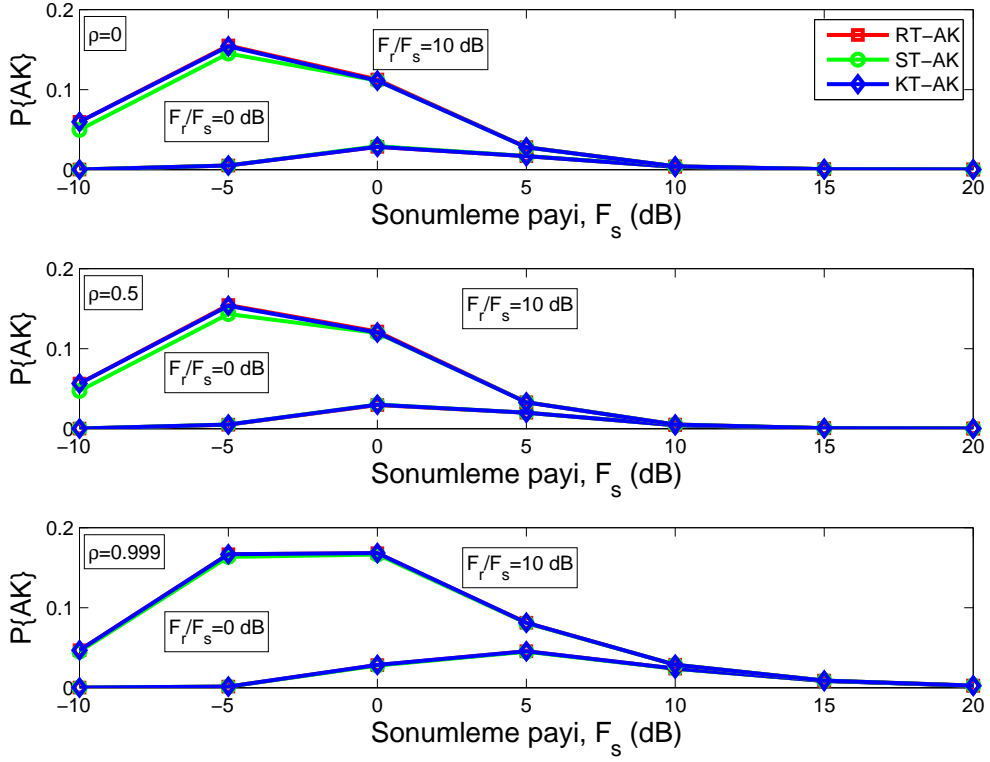 ρ=0
F_r/F_s=10 dB
F_r/F_s=0 dB
RT−AK
ST−AK
KT−AK
P{AK}
0.2
0.1
0
−10 −5 0 5 10 15 20
Sonumleme payi, F_s (dB)
ρ=0.5
F_r/F_s=10 dB
F_r/F_s=0 dB
P{AK}
0.2
0.1
0
−10 −5 0 5 10 15 20
Sonumleme payi, F_s (dB)
ρ=0.999
F_r/F_s=10 dB
F_r/F_s=0 dB
P{AK}
0.2
0.1
0
−10 −5 0 5 10 15 20
Sonumleme payi, F_s (dB)